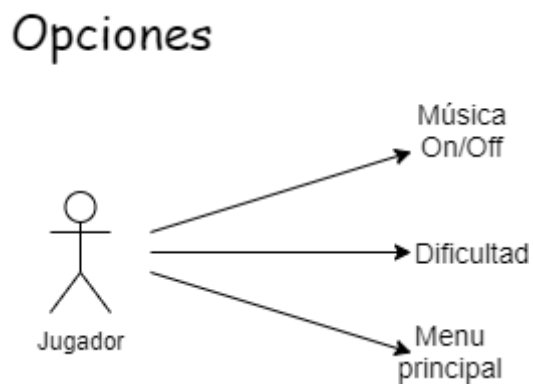 Opciones
Música
On/Off
Dificultad
Jugador
Menu
principal